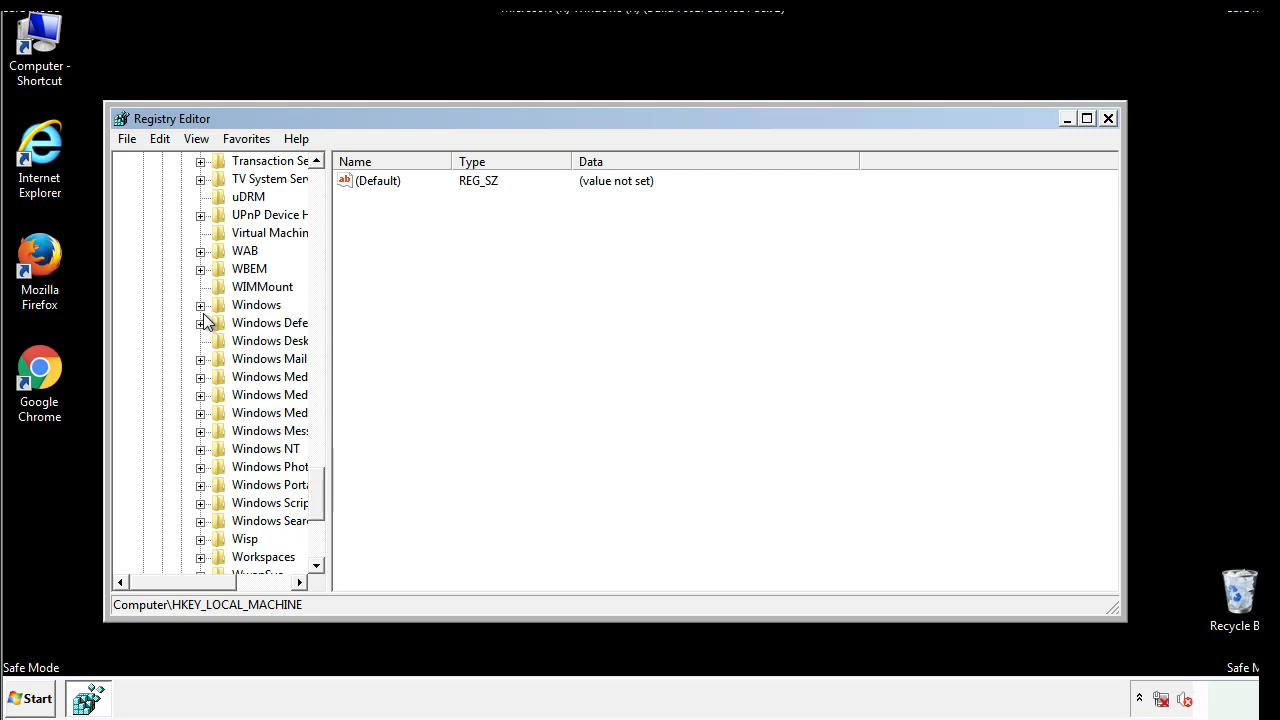 Computer -
Shortcut
Internet
Explorer
Mozilla
Firefox
Google
Chrome
Registry Editor
File Edit View Favorites Help
Transaction Se
TV System Serv
uDRM
UPnP Device H
Virtual Machin
WAB
WBEM
WIMMount
Windows
Windows Defe
Windows Desk
Windows Mail
Windows Med
Windows Med
Windows Med
Windows Mess
Windows NT
Windows Phot
Windows Porta
Windows Scrip
Windows Sear
Wisp
Workspaces
Name Type Data
(Default) REG_SZ (value not set)
Computer\HKEY_LOCAL_MACHINE
Recycle B
Safe Mode
Safe M
Start